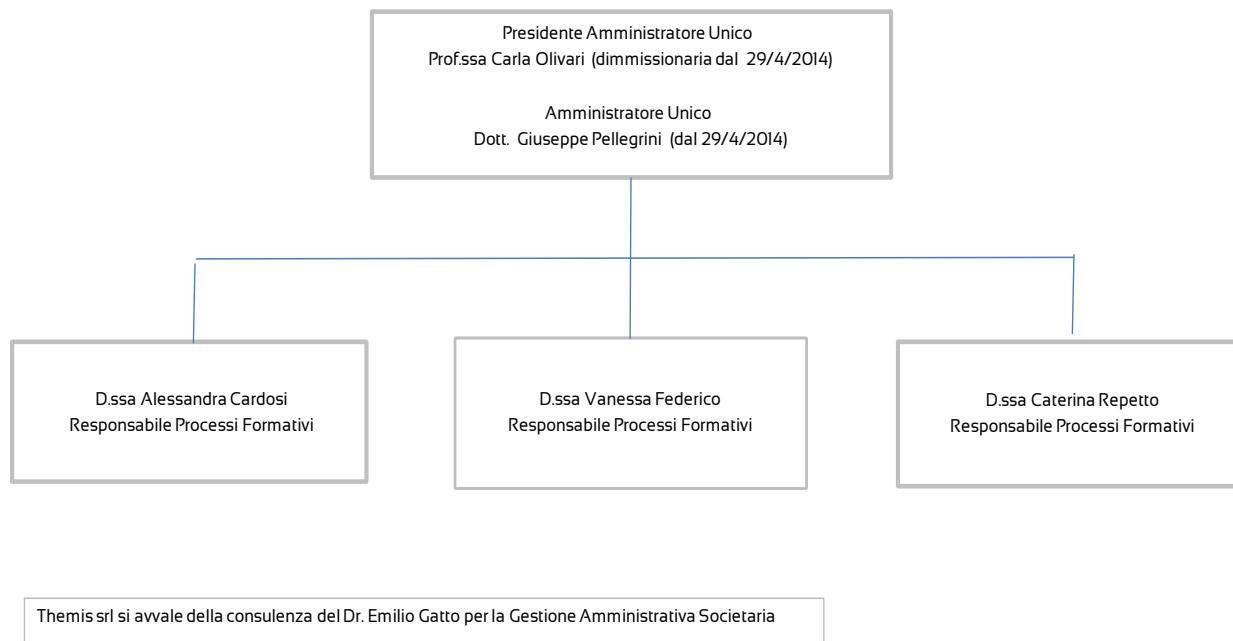 Presidente Amministratore Unico
Prof.ssa Carla Olivari (dimmissionaria dal 29/4/2014)
Amministratore Unico
Dott. Giuseppe Pellegrini (dal 29/4/2014)
D.ssa Alessandra Cardosi
Responsabile Processi Formativi
D.ssa Vanessa Federico
Responsabile Processi Formativi
D.ssa Caterina Repetto
Responsabile Processi Formativi
Themis srl si avvale della consulenza del Dr. Emilio Gatto per la Gestione Amministrativa Societaria